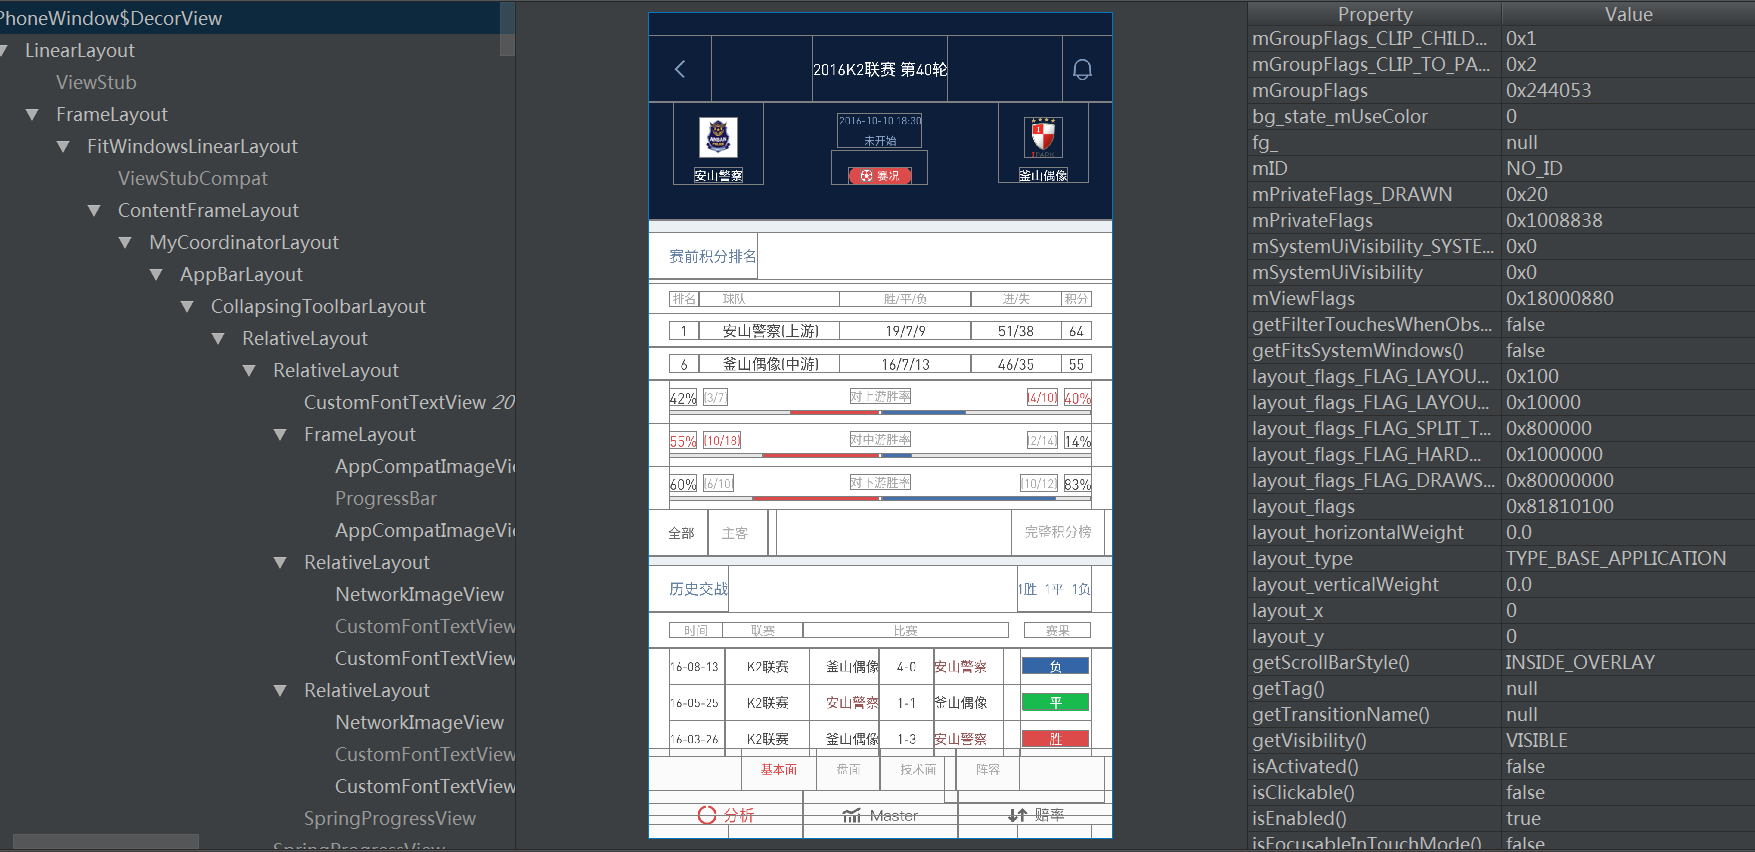 PhoneWindow$DecorView
LinearLayout
ViewStub
FrameLayout
FitWindowsLinearLayout
ViewStubCompat
ContentFrameLayout
MyCoordinatorLayout
AppBarLayout
CollapsingToolbarLayout
RelativeLayout
RelativeLayout
CustomFontTextView 20
FrameLayout
AppCompatImageVi
ProgressBar
AppCompatImageVi
RelativeLayout
NetworkImageView
CustomFontTextView
CustomFontTextView
RelativeLayout
NetworkImageView
CustomFontTextView
CustomFontTextView
SpringProgressView
SpringProgressView
2016K2联赛 第40轮
2016-10-10 18:30
未开始
安山警察
赛况
釜山偶像
赛前积分排名
排名 球队 胜/平/负 进/失 积分
1 安山警察(上游) 19/7/9 51/38 64
6 釜山偶像(中游) 16/7/13 46/35 55
42% (3/7) 对上游胜率 (4/10) 40%
55% (10/18) 对中游胜率 (2/14) 14%
60% (6/10) 对下游胜率 (10/12) 83%
全部 主客 完整积分榜
历史交战 1胜 1平 1负
时间 联赛 比赛 赛果
16-08-13 K2联赛 釜山偶像 4-0 安山警察 负
16-05-25 K2联赛 安山警察 1-1 釜山偶像 平
16-03-26 K2联赛 釜山偶像 1-3 安山警察 胜
基本面 盘面 技术面 阵容
分析 Master 赔率
Property Value
mGroupFlags_CLIP_CHILD... 0x1
mGroupFlags_CLIP_TO_PA... 0x2
mGroupFlags 0x244053
bg_state_mUseColor 0
fg_ null
mID NO_ID
mPrivateFlags_DRAWN 0x20
mPrivateFlags 0x1008838
mSystemUiVisibility_SYSTE... 0x0
mSystemUiVisibility 0x0
mViewFlags 0x18000880
getFilterTouchesWhenObs... false
getFitsSystemWindows() false
layout_flags_FLAG_LAYOU... 0x100
layout_flags_FLAG_LAYOU... 0x10000
layout_flags_FLAG_SPLIT_T... 0x800000
layout_flags_FLAG_HARD... 0x1000000
layout_flags_FLAG_DRAWS... 0x80000000
layout_flags 0x81810100
layout_horizontalWeight 0.0
layout_type TYPE_BASE_APPLICATION
layout_verticalWeight 0.0
layout_x 0
layout_y 0
getScrollBarStyle() INSIDE_OVERLAY
getTag() null
getTransitionName() null
getVisibility() VISIBLE
isActivated() false
isClickable() false
isEnabled() true
isFocusableInTouchMode() false